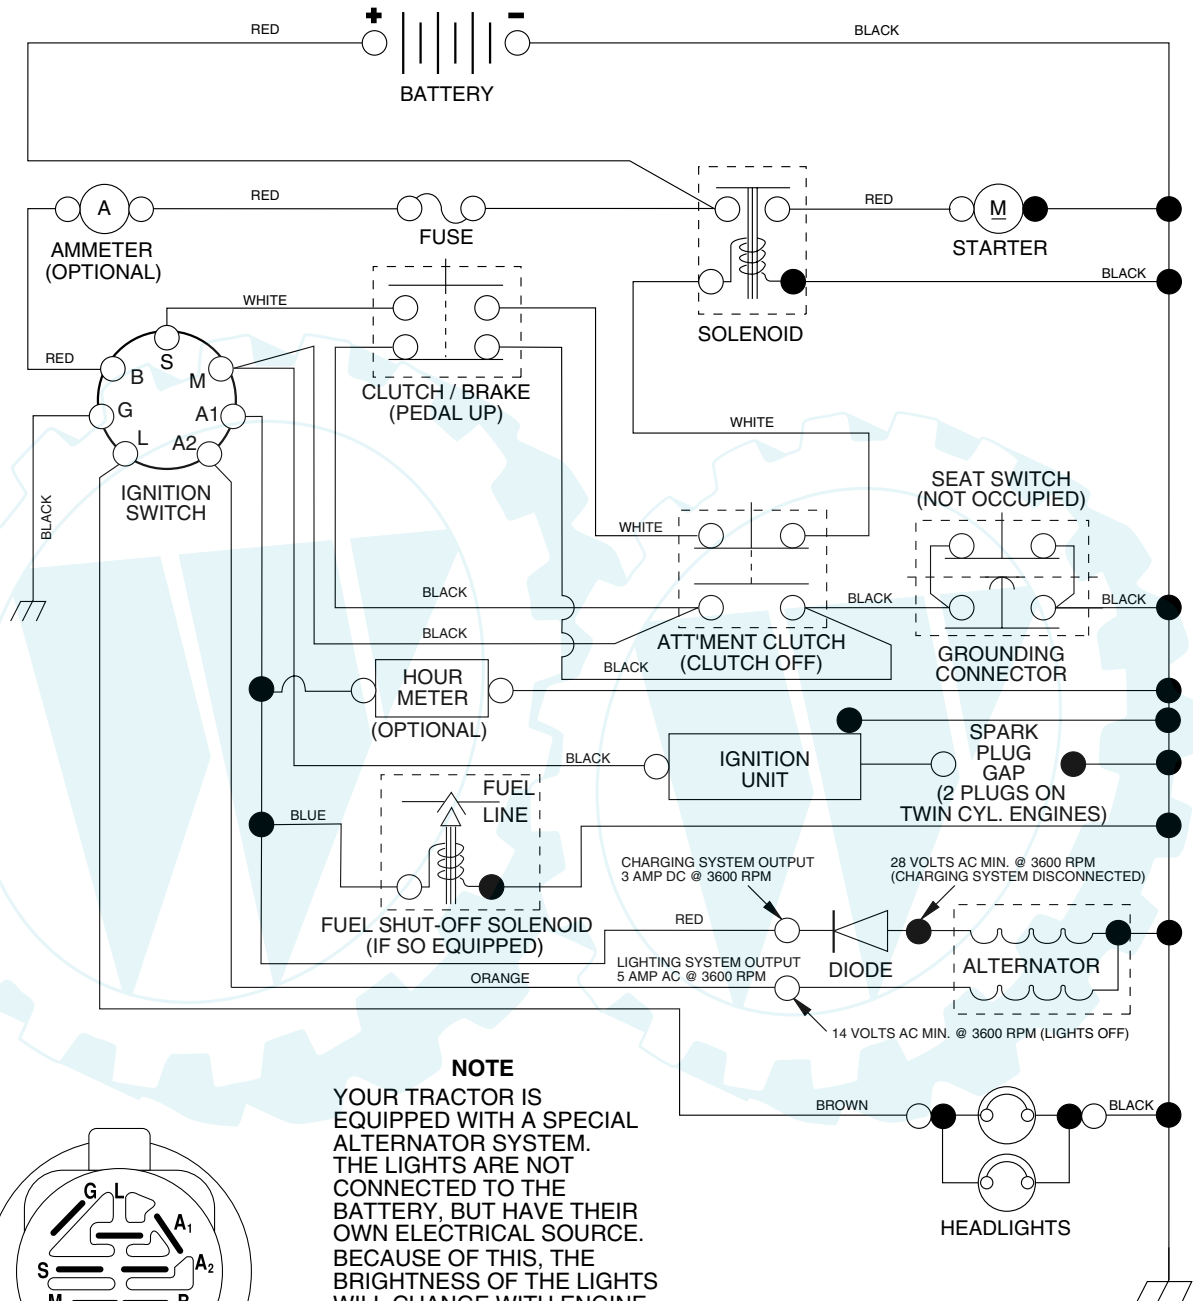 RED
+
-
BLACK
BATTERY
RED
A
AMMETER
(OPTIONAL)
FUSE
RED
M
STARTER
BLACK
SOLENOID
WHITE
RED
S
B
M
G
A1
L
A2
IGNITION
SWITCH
BLACK
CLUTCH / BRAKE
(PEDAL UP)
WHITE
SEAT SWITCH
(NOT OCCUPIED)
WHITE
BLACK
BLACK
BLACK
BLACK
ATT'MENT CLUTCH
(CLUTCH OFF)
BLACK
GROUNDING
CONNECTOR
HOUR
METER
(OPTIONAL)
BLACK
IGNITION
UNIT
SPARK
PLUG
GAP
(2 PLUGS ON
TWIN CYL. ENGINES)
FUEL
LINE
BLUE
FUEL SHUT-OFF SOLENOID
(IF SO EQUIPPED)
CHARGING SYSTEM OUTPUT
3 AMP DC @ 3600 RPM
28 VOLTS AC MIN. @ 3600 RPM
(CHARGING SYSTEM DISCONNECTED)
RED
DIODE
ALTERNATOR
LIGHTING SYSTEM OUTPUT
5 AMP AC @ 3600 RPM
ORANGE
14 VOLTS AC MIN. @ 3600 RPM (LIGHTS OFF)
BROWN
BLACK
HEADLIGHTS
NOTE
YOUR TRACTOR IS
EQUIPPED WITH A SPECIAL
ALTERNATOR SYSTEM.
THE LIGHTS ARE NOT
CONNECTED TO THE
BATTERY, BUT HAVE THEIR
OWN ELECTRICAL SOURCE.
BECAUSE OF THIS, THE
BRIGHTNESS OF THE LIGHTS
WILL CHANGE WITH ENGINE
G L
A1
A2
S
M
B